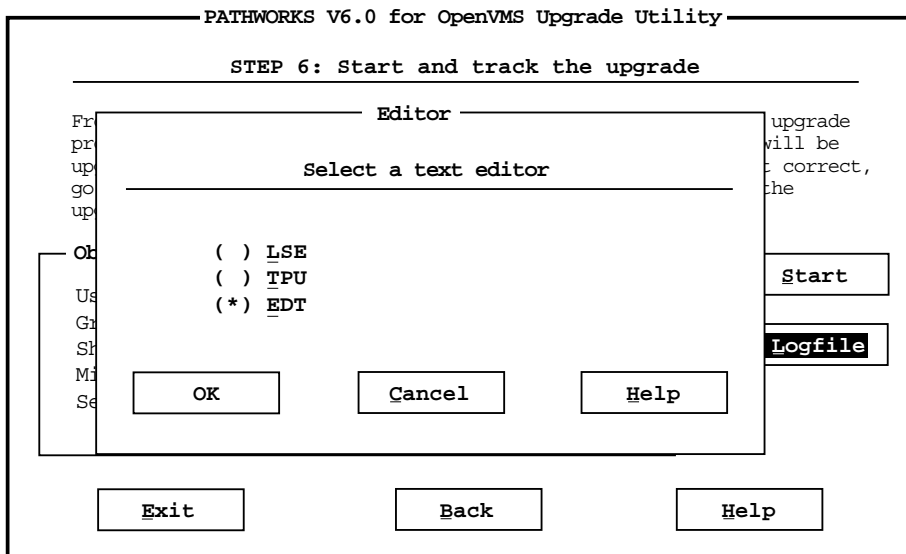 PATHWORKS V6.0 for OpenVMS Upgrade Utility
STEP 6: Start and track the upgrade
Editor
upgrade
will be
correct,
the
Select a text editor
( ) LSE
( ) TPU
(*) EDT
Start
Logfile
OK Cancel Help
Exit Back Help